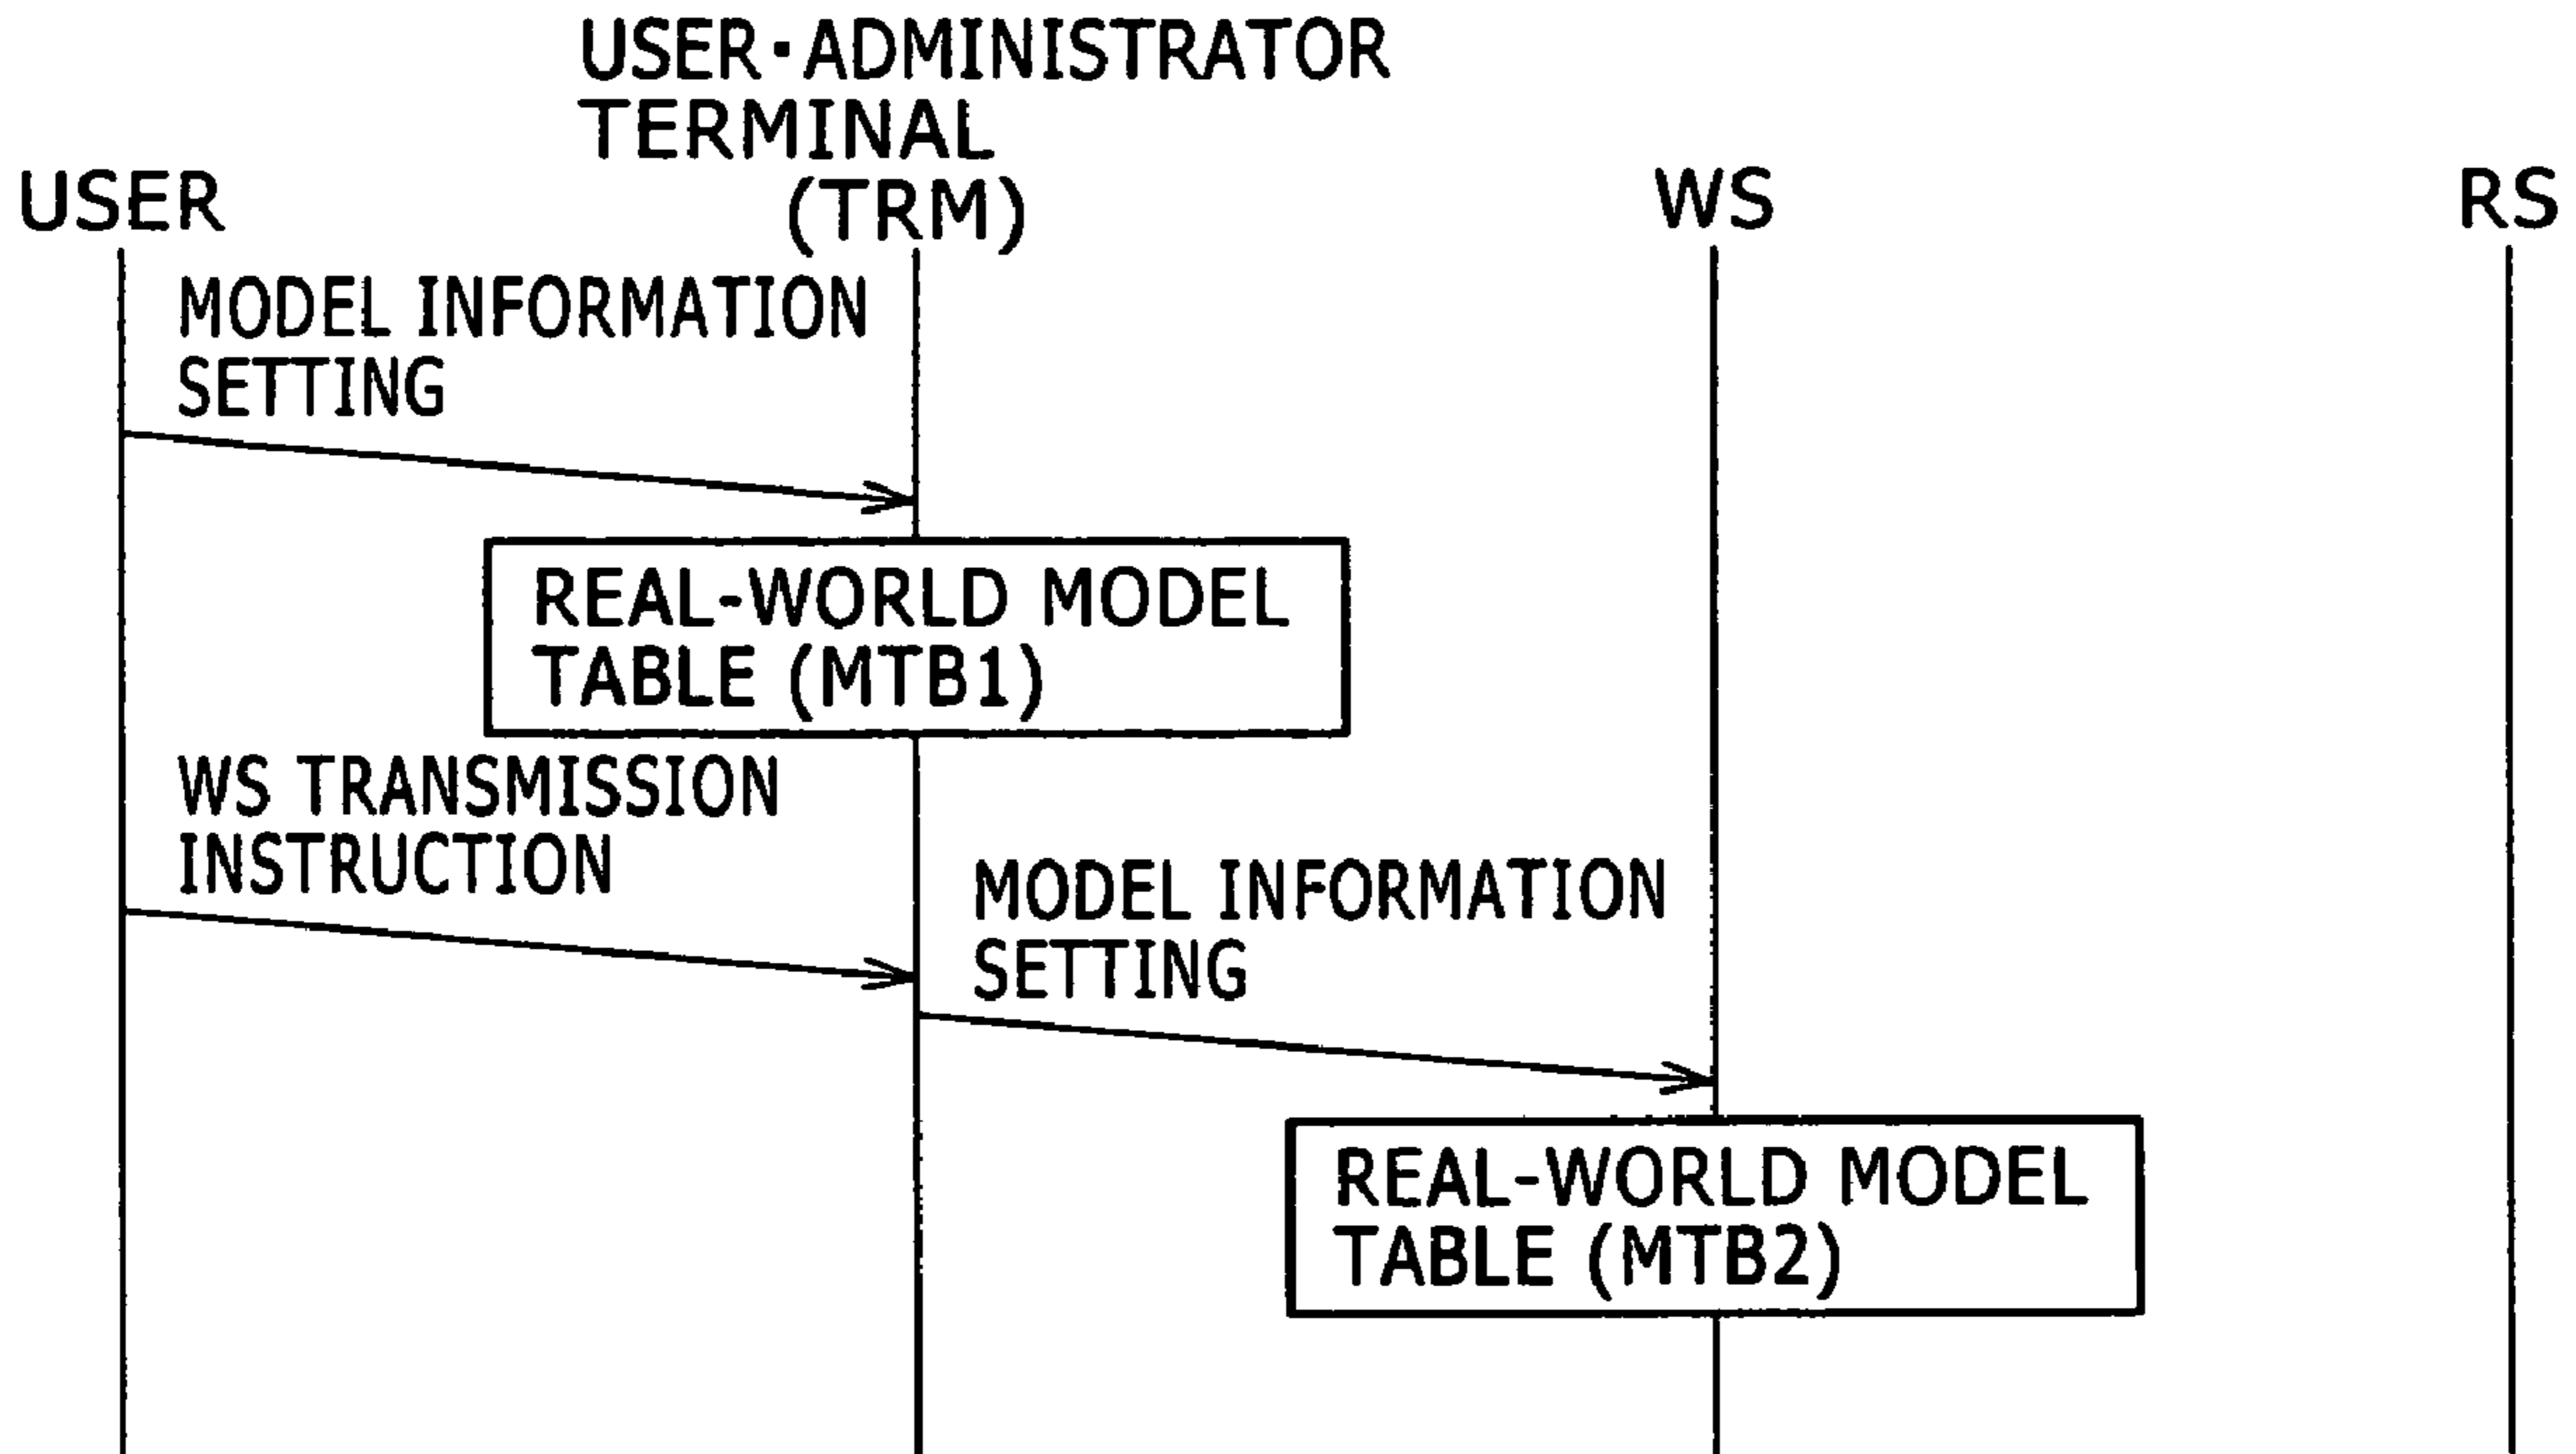 USER·ADMINISTRATOR
TERMINAL
(TRM)
USER
WS
RS
MODEL INFORMATION
SETTING
REAL-WORLD MODEL
TABLE (MTB1)
WS TRANSMISSION
INSTRUCTION
MODEL INFORMATION
SETTING
REAL-WORLD MODEL
TABLE (MTB2)